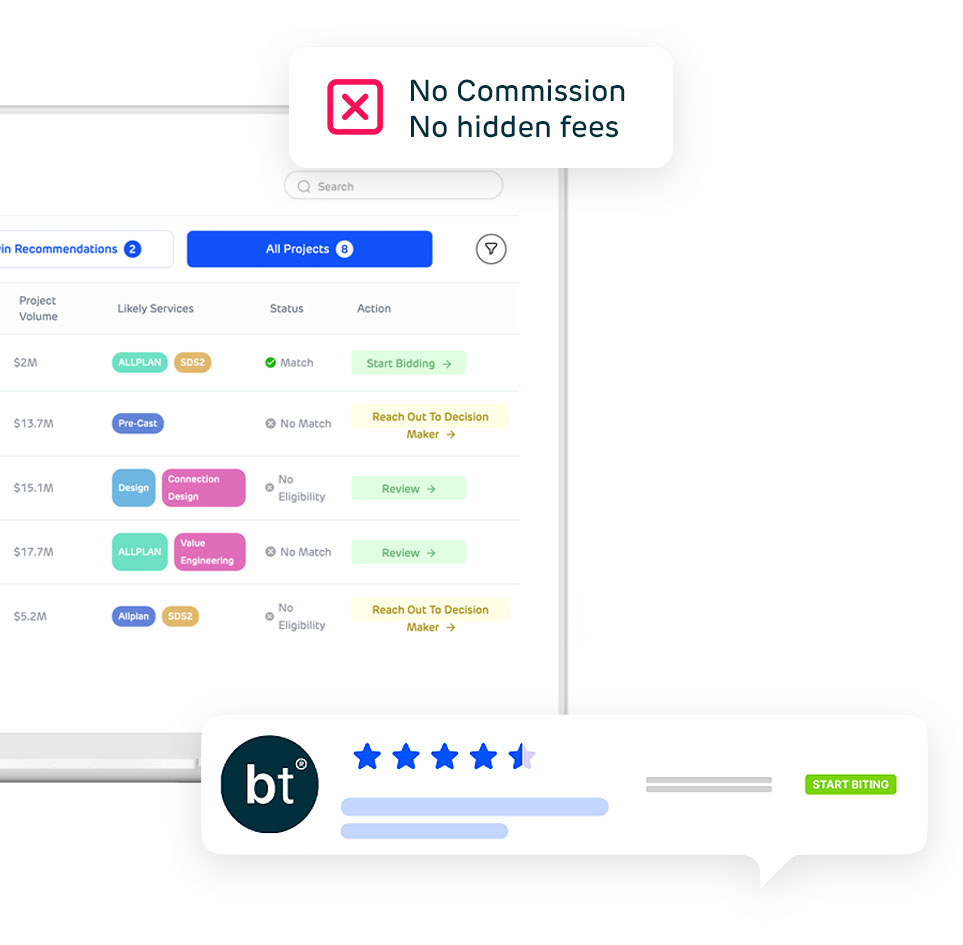 No Commission
No hidden fees
Search
in Recommendations 2
All Projects 8
Project
Volume
Likely Services
Status
Action
$2M
ALLPLAN
SDS2
Match
Start Bidding →
$13.7M
Pre-Cast
No Match
Reach Out To Decision
Maker →
$15.1M
Design
Connection
Design
No
Eligibility
Review →
$17.7M
ALLPLAN
Value
Engineering
No Match
Review →
$5.2M
Allplan
SDS2
No
Eligibility
Reach Out To Decision
Maker →
bt®
START BITING